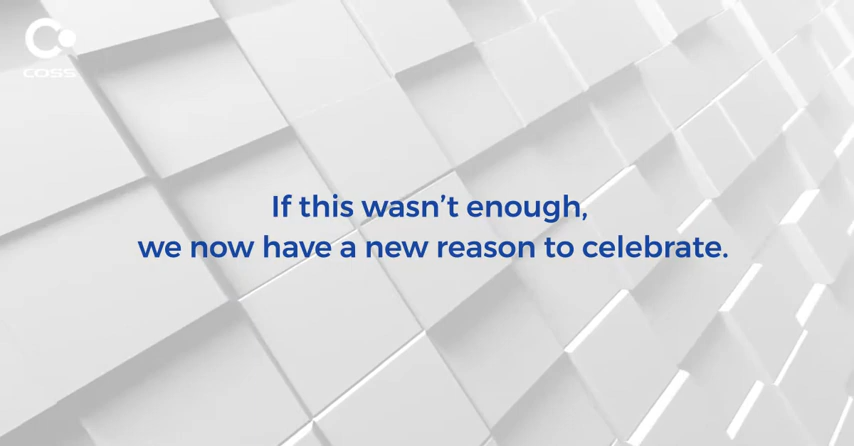 COSS
If this wasn’t enough,
we now have a new reason to celebrate.